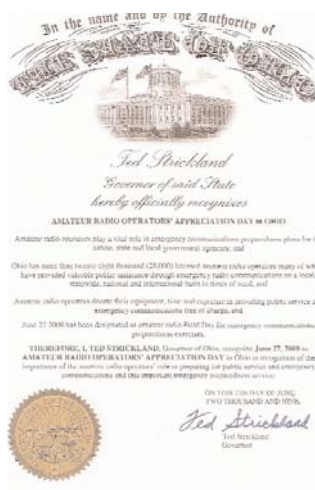 In the name and by the Authority of
THE STATE OF OHIO
Ted Strickland
Governor of said State
hereby officially recognizes
AMATEUR RADIO OPERATORS' APPRECIATION DAY in OHIO
Amateur radio operators play a vital role in emergency communications preparedness plans for
nation, state and local government agencies; and
Ohio has more than twenty-eight thousand (28,000) licensed amateur radio operators many of
have provided valuable public assistance through emergency radio communications on a local,
statewide, national and international basis in times of need, and
Amateur radio operators donate their equipment, time and expertise in providing public service
emergency communications free of charge, and
June 27 2009 has been designated as amateur radio Field Day for emergency communications
preparedness exercises.
THEREFORE, I, TED STRICKLAND, Governor of Ohio, recognize June 27, 2009 as
AMATEUR RADIO OPERATORS' APPRECIATION DAY in Ohio in recognition of the
importance of the amateur radio operators' role in preparing for public service and emergency
communications and this important emergency preparedness service.
ON THIS DAY OF JUNE,
TWO THOUSAND AND NINE.
Ted Strickland
Ted Strickland
Governor